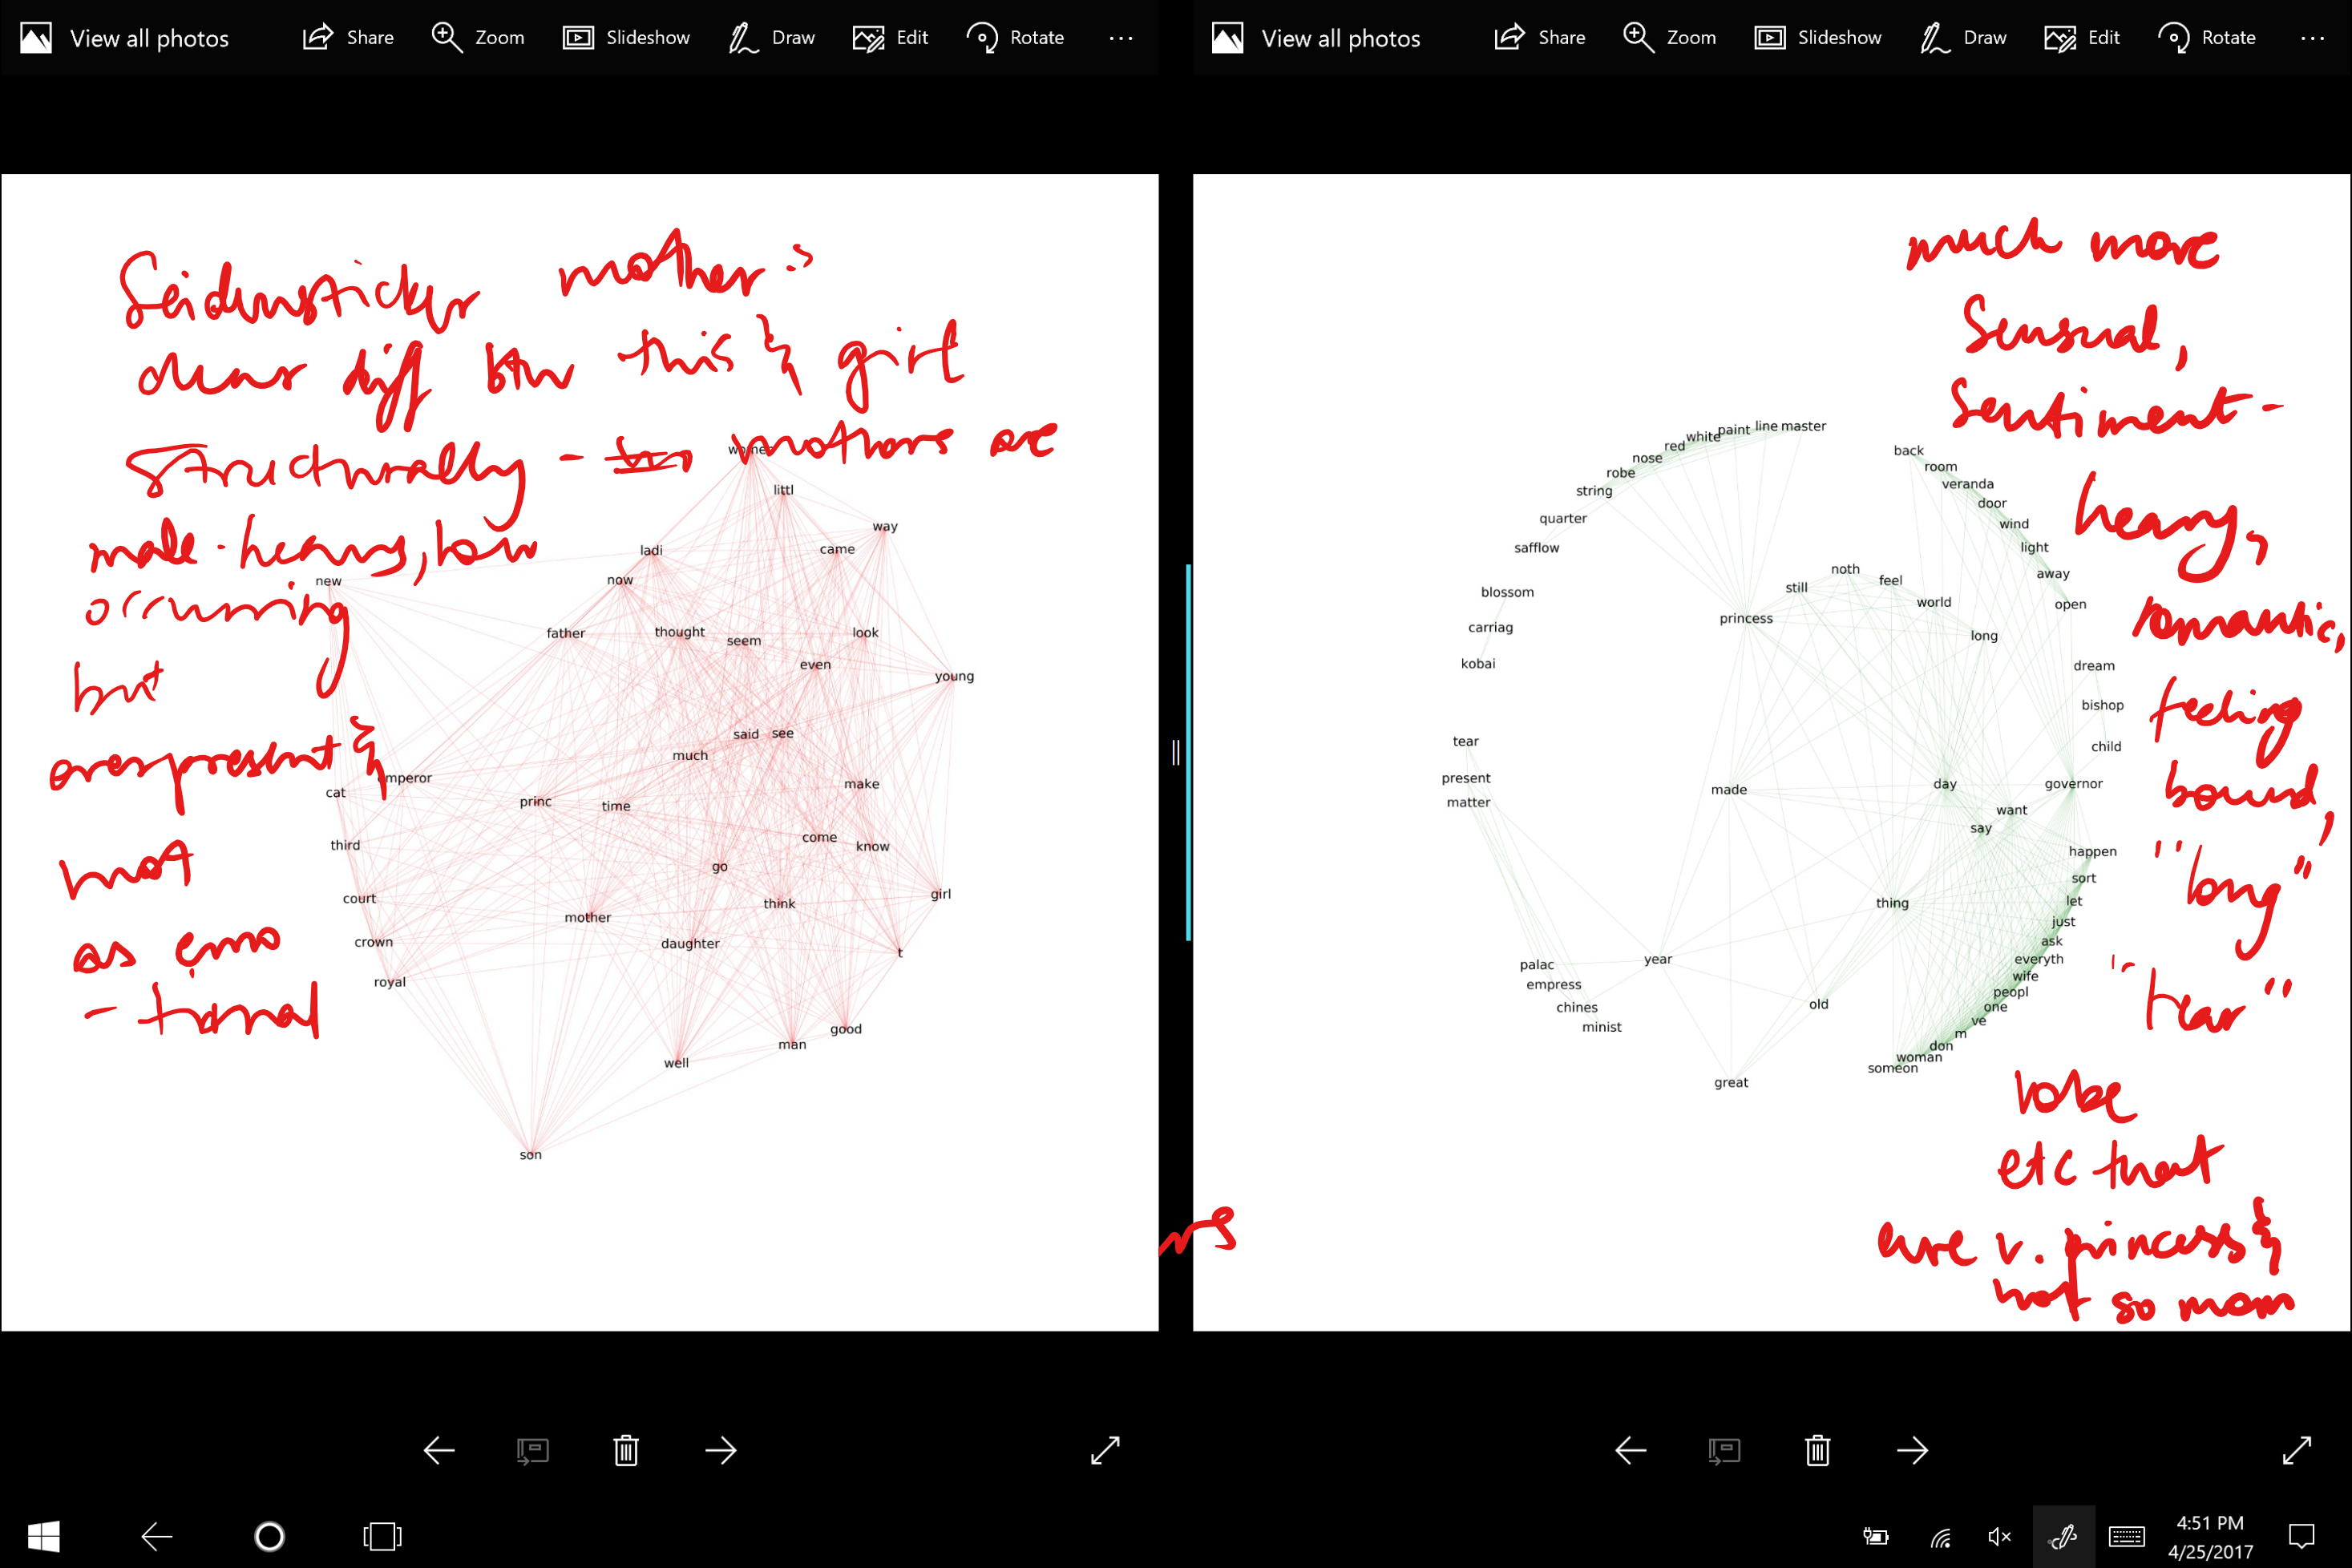 View all photos Share Zoom Slideshow Draw Edit Rotate ...
Seidensticker mother:
diff btw this & girl
structurally - mothers are
male-heavy, low
occurring
but
overpresent &
not
as emo
-tional
women
littl
way
ladi
came
new
now
father
thought
seem
look
even
young
said
see
much
emperor
cat
princ
time
make
third
come
know
go
court
girl
think
mother
crown
daughter
t
royal
good
man
well
son
View all photos Share Zoom Slideshow Draw Edit Rotate ...
much more
sensual,
sentiment-
heavy,
romantic,
feeling
bound,
"long"
"tear"
robe
etc that
are v. princess &
not so mom
master
line
paint
white
red
nose
robe
string
quarter
safflow
blossom
carriag
kobai
tear
present
matter
palac
empress
chines
minist
back
room
veranda
door
wind
light
away
open
noth
feel
still
world
princess
long
dream
bishop
child
governor
made
day
want
say
happen
sort
let
thing
just
ask
everyth
wife
peopl
one
ve
m
don
woman
someon
year
old
great
rs
4:51 PM
4/25/2017